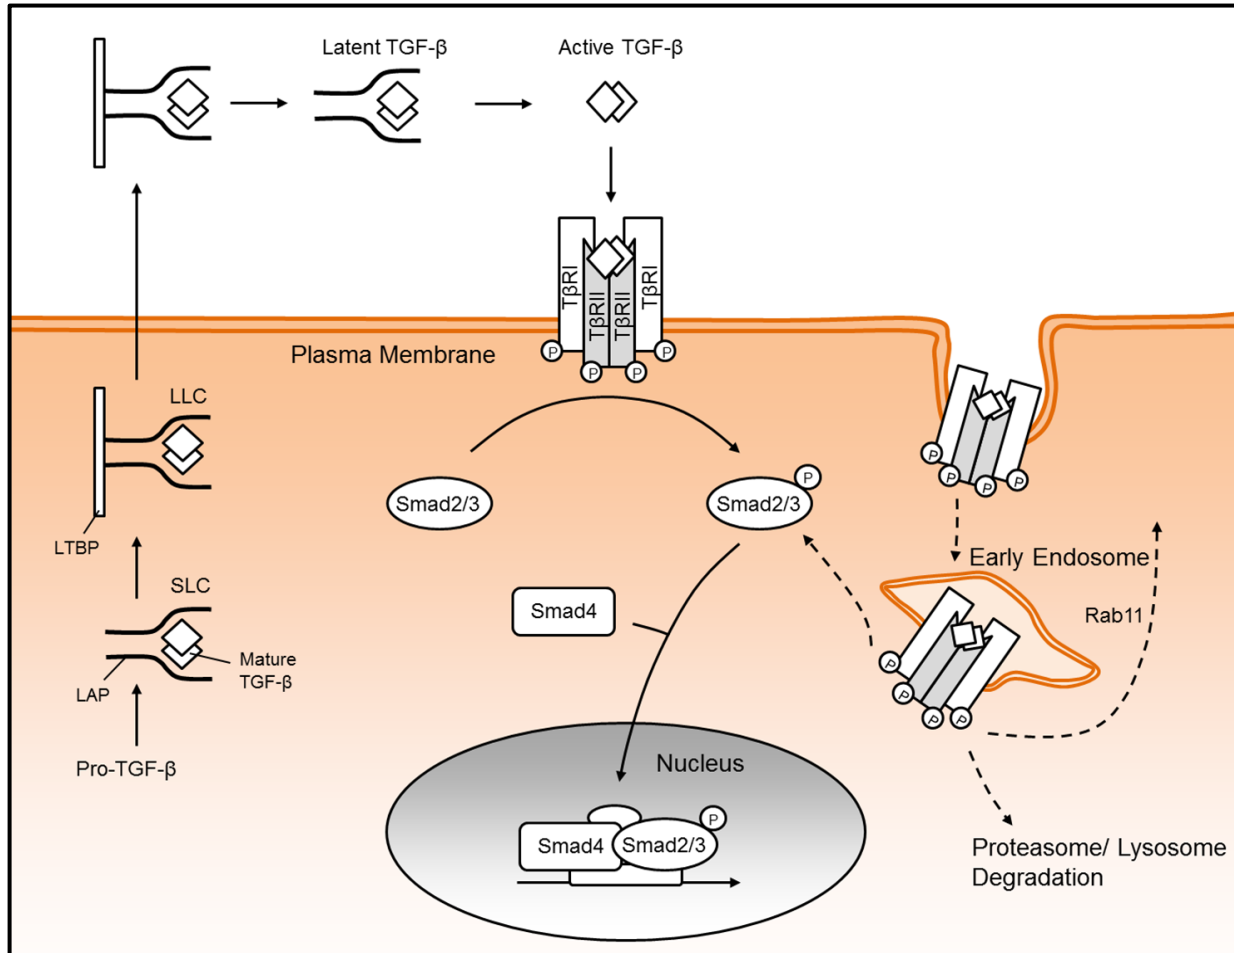 Latent TGF-β
Active TGF-β
TβRI
TβRII
TβRII
TβRI
P
P
P
P
Plasma Membrane
LLC
LTBP
SLC
Mature
TGF-β
LAP
Pro-TGF-β
Smad2/3
P
Smad2/3
Smad4
P
P
P
P
Early Endosome
Rab11
P
P
P
P
Nucleus
P
Smad4
Smad2/3
Proteasome/ Lysosome
Degradation